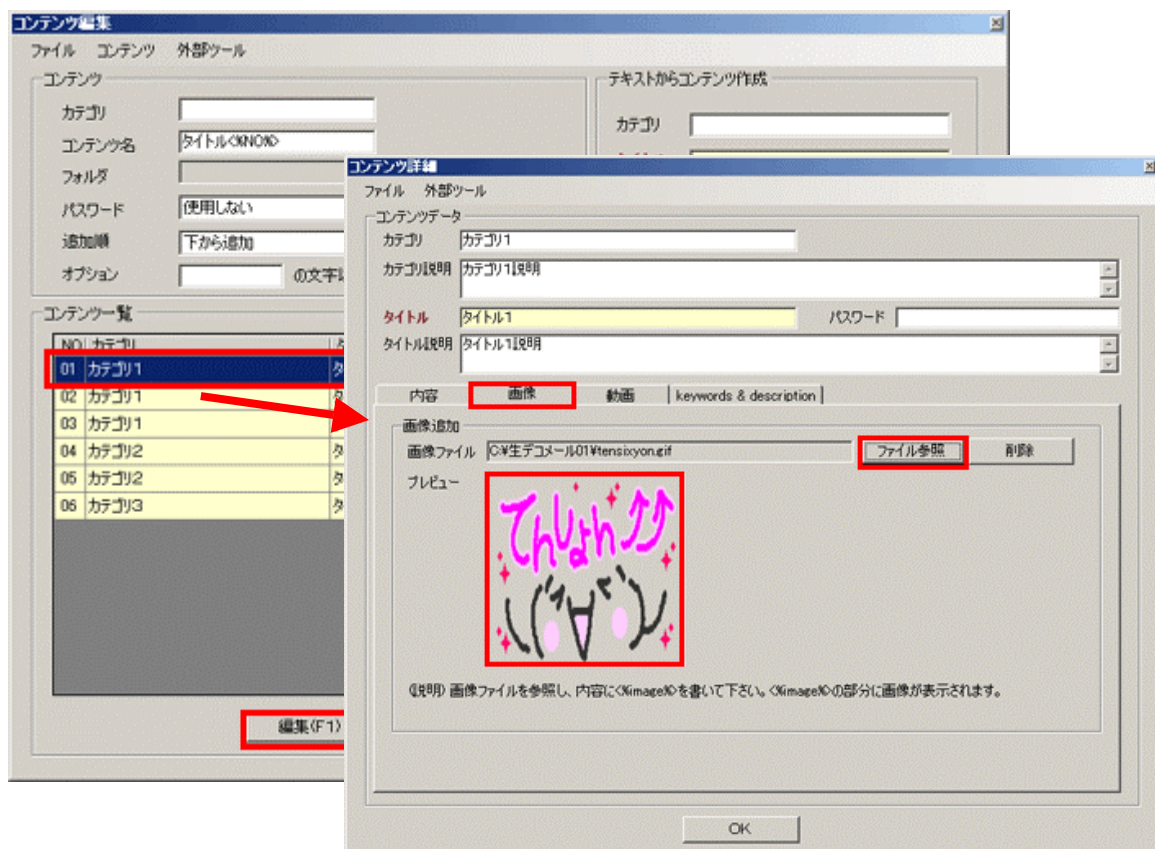 コンテンツ編集
ファイル コンテンツ 外部ツール
コンテンツ
カテゴリ
コンテンツ名 タイトル<%NO%>
フォルダ
パスワード 使用しない
追加順 下から追加
オプション の文字
テキストからコンテンツ作成
カテゴリ
コンテンツ一覧
NO カテゴリ
01 カテゴリ1
02 カテゴリ1
03 カテゴリ1
04 カテゴリ2
05 カテゴリ2
06 カテゴリ3
編集(F1)
コンテンツ詳細
ファイル 外部ツール
コンテンツデータ
カテゴリ カテゴリ1
カテゴリ説明 カテゴリ1説明
タイトル タイトル1 パスワード
タイトル説明 タイトル1説明
内容 画像 動画 keywords & description
画像追加
画像ファイル C:¥生デコメール01¥tensixyon.gif ファイル参照 削除
プレビュー
てんしょん⤴⤴
(説明) 画像ファイルを参照し、内容に<%image%>を書いて下さい。<%image%>の部分に画像が表示されます。
OK